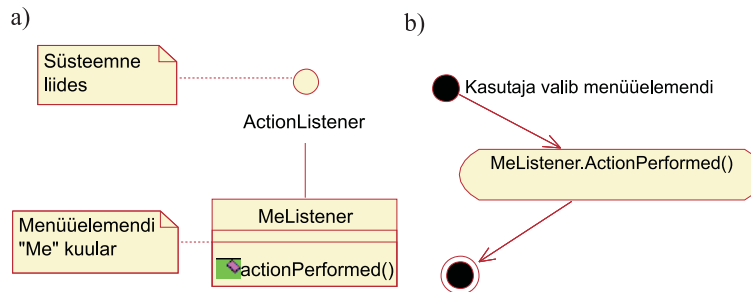 a)
Süsteemne
liides
ActionListener
MeListener
Menüüelemendi
"Me" kuular
actionPerformed()
b)
Kasutaja valib menüüelemendi
MeListener.ActionPerformed()